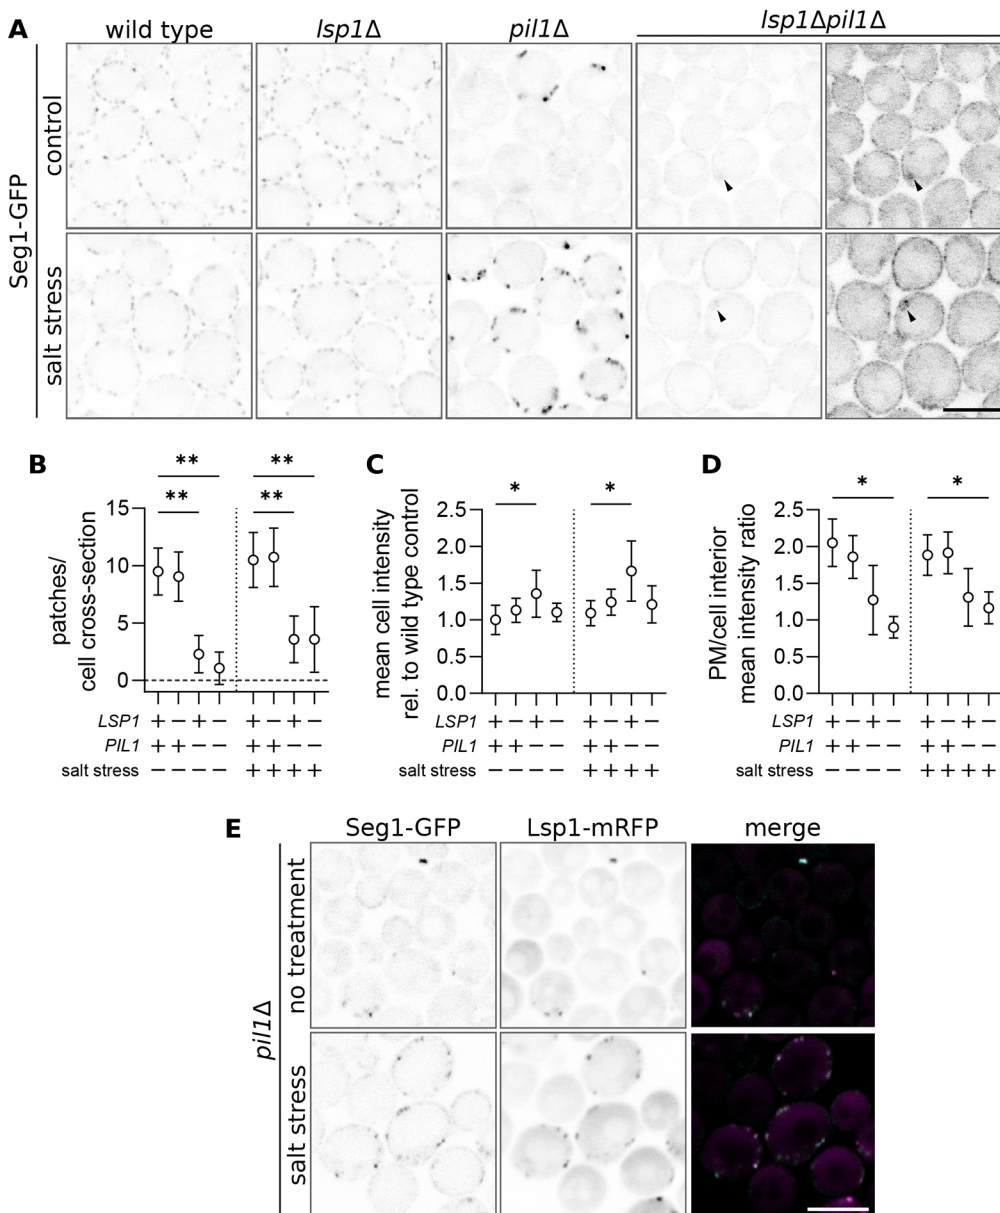 A
wild type
lsp1Δ
pil1Δ
lsp1Δpil1Δ
Seg1-GFP
control
salt stress
B
patches/
cell cross-section
15
10
5
0
** **
** **
LSP1 + − + − + − + −
PIL1 + + − − + + − −
salt stress − − − − + + + +
C
mean cell intensity
rel. to wild type control
2.5
2.0
1.5
1.0
0.5
0.0
* *
LSP1 + − + − + − + −
PIL1 + + − − + + − −
salt stress − − − − + + + +
D
PM/cell interior
mean intensity ratio
2.5
2.0
1.5
1.0
0.5
0.0
* *
LSP1 + − + − + − + −
PIL1 + + − − + + − −
salt stress − − − − + + + +
E
Seg1-GFP
Lsp1-mRFP
merge
pil1Δ
no treatment
salt stress